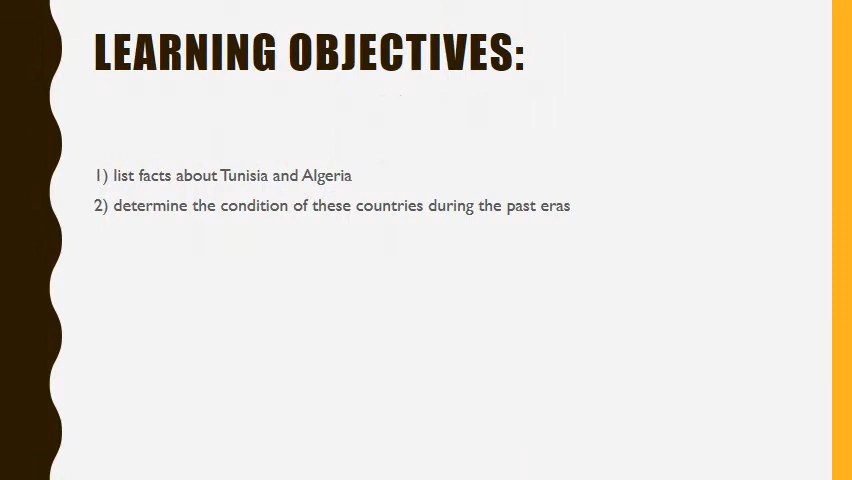 LEARNING OBJECTIVES:
1) list facts about Tunisia and Algeria
2) determine the condition of these countries during the past eras